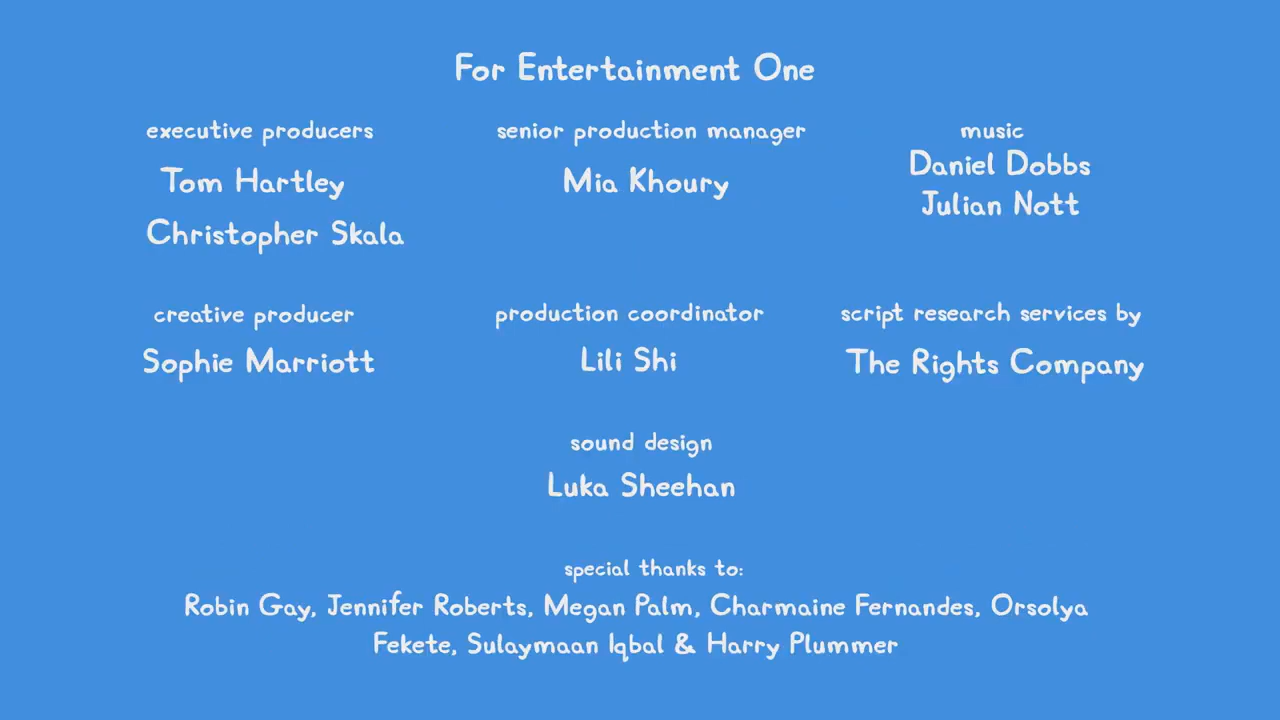 For Entertainment One
executive producers
Tom Hartley
Christopher Skala
senior production manager
Mia Khoury
music
Daniel Dobbs
Julian Nott
creative producer
Sophie Marriott
production coordinator
Lili Shi
script research services by
The Rights Company
sound design
Luka Sheehan
special thanks to:
Robin Gay, Jennifer Roberts, Megan Palm, Charmaine Fernandes, Orsolya
Fekete, Sulaymaan Iqbal & Harry Plummer